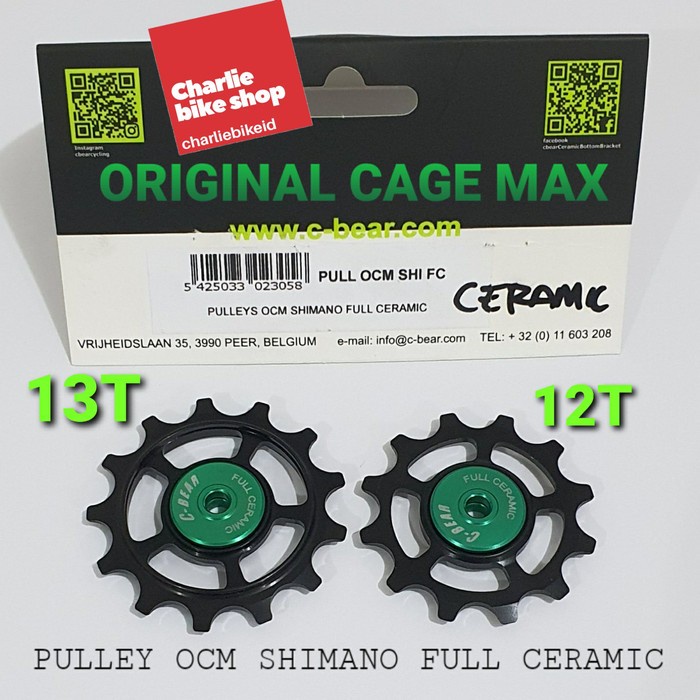 Charlie
bike shop
charliebikeid
Instagram
cbearcycling
facebook
cbearCeramicBottomBracket
ORIGINAL CAGE MAX
www.c-bear.com
5 425033 023058
PULL OCM SHI FC
PULLEYS OCM SHIMANO FULL CERAMIC
CERAMIC
VRIJHEIDSLAAN 35, 3990 PEER, BELGIUM e-mail: info@c-bear.com TEL: + 32 (0) 11 603 208
13T
12T
FULL CERAMIC
C-BEAR
FULL CERAMIC
C-BEAR
PULLEY OCM SHIMANO FULL CERAMIC